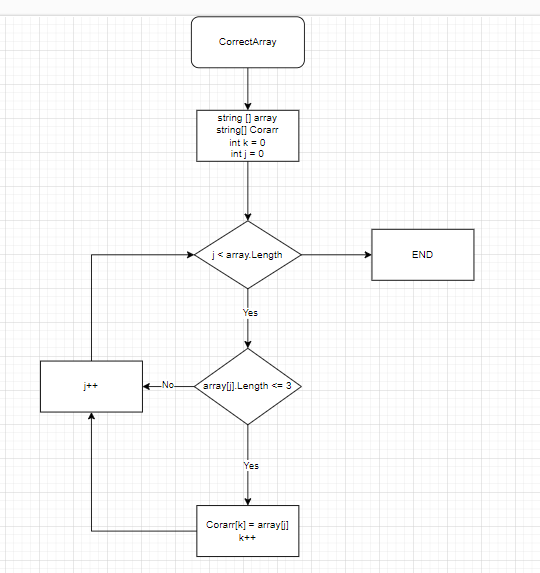 CorrectArray
string [] array
string[] Corarr
int k = 0
int j = 0
j < array.Length
END
Yes
array[j].Length <= 3
No
j++
Yes
Corarr[k] = array[j]
k++